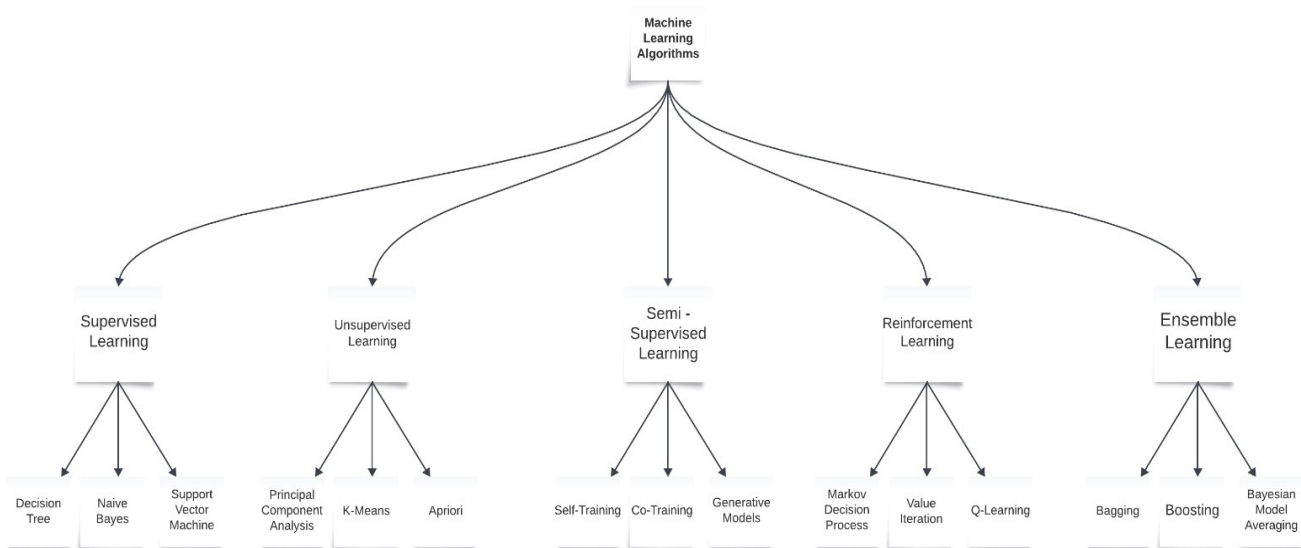 Machine
Learning
Algorithms
Supervised
Learning
Unsupervised
Learning
Semi -
Supervised
Learning
Reinforcement
Learning
Ensemble
Learning
Decision
Tree
Naive
Bayes
Support
Vector
Machine
Principal
Component
Analysis
K-Means
Apriori
Self-Training
Co-Training
Generative
Models
Markov
Decision
Process
Value
Iteration
Q-Learning
Bagging
Boosting
Bayesian
Model
Averaging